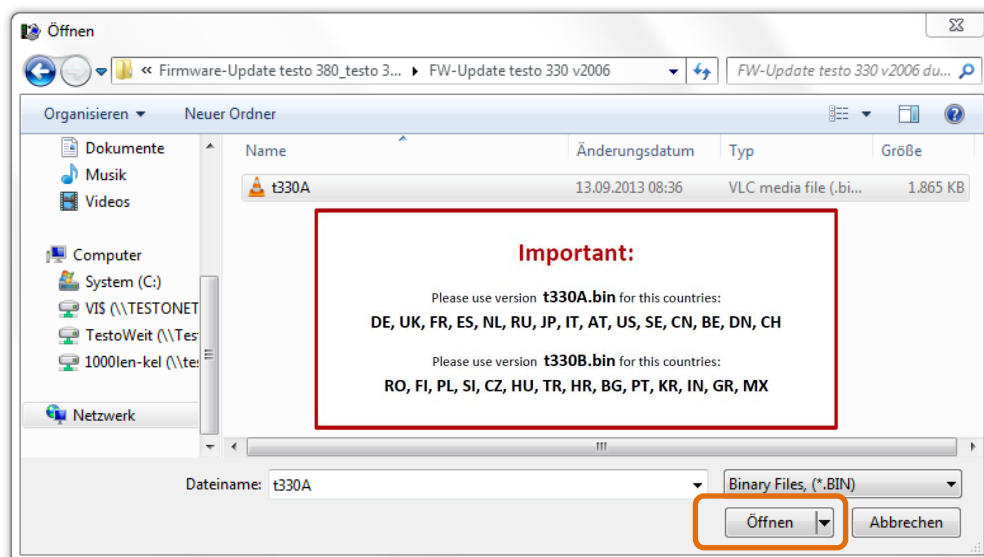 Öffnen
« Firmware-Update testo 380_testo 3... ▸ FW-Update testo 330 v2006
FW-Update testo 330 v2006 du...
Organisieren Neuer Ordner
Dokumente
Musik
Videos
Computer
System (C:)
VI$ (\\TESTONET
TestoWeit (\\Tes
1000len-kel (\\te:
Netzwerk
Name Änderungsdatum Typ Größe
t330A 13.09.2013 08:36 VLC media file (.bi... 1.865 KB
Important:
Please use version t330A.bin for this countries:
DE, UK, FR, ES, NL, RU, JP, IT, AT, US, SE, CN, BE, DN, CH
Please use version t330B.bin for this countries:
RO, FI, PL, SI, CZ, HU, TR, HR, BG, PT, KR, IN, GR, MX
Dateiname: t330A Binary Files, (*.BIN)
Öffnen Abbrechen